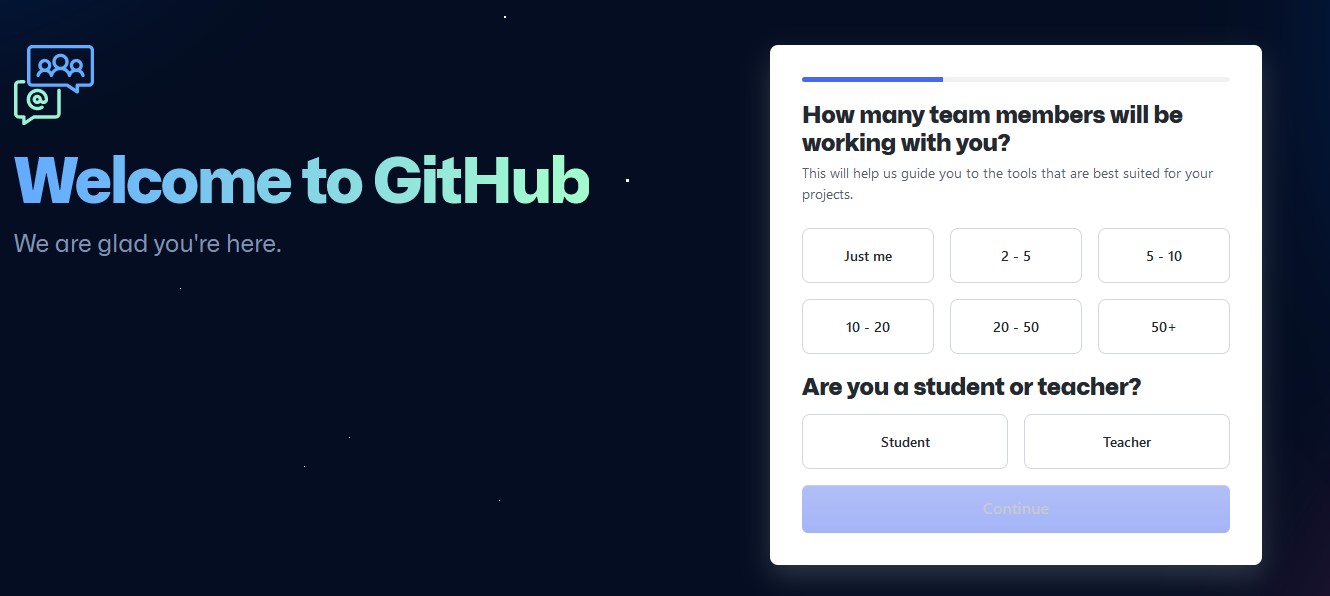 @
Welcome to GitHub
We are glad you're here.
How many team members will be
working with you?
This will help us guide you to the tools that are best suited for your
projects.
Just me
2 - 5
5 - 10
10 - 20
20 - 50
50+
Are you a student or teacher?
Student
Teacher
Continue